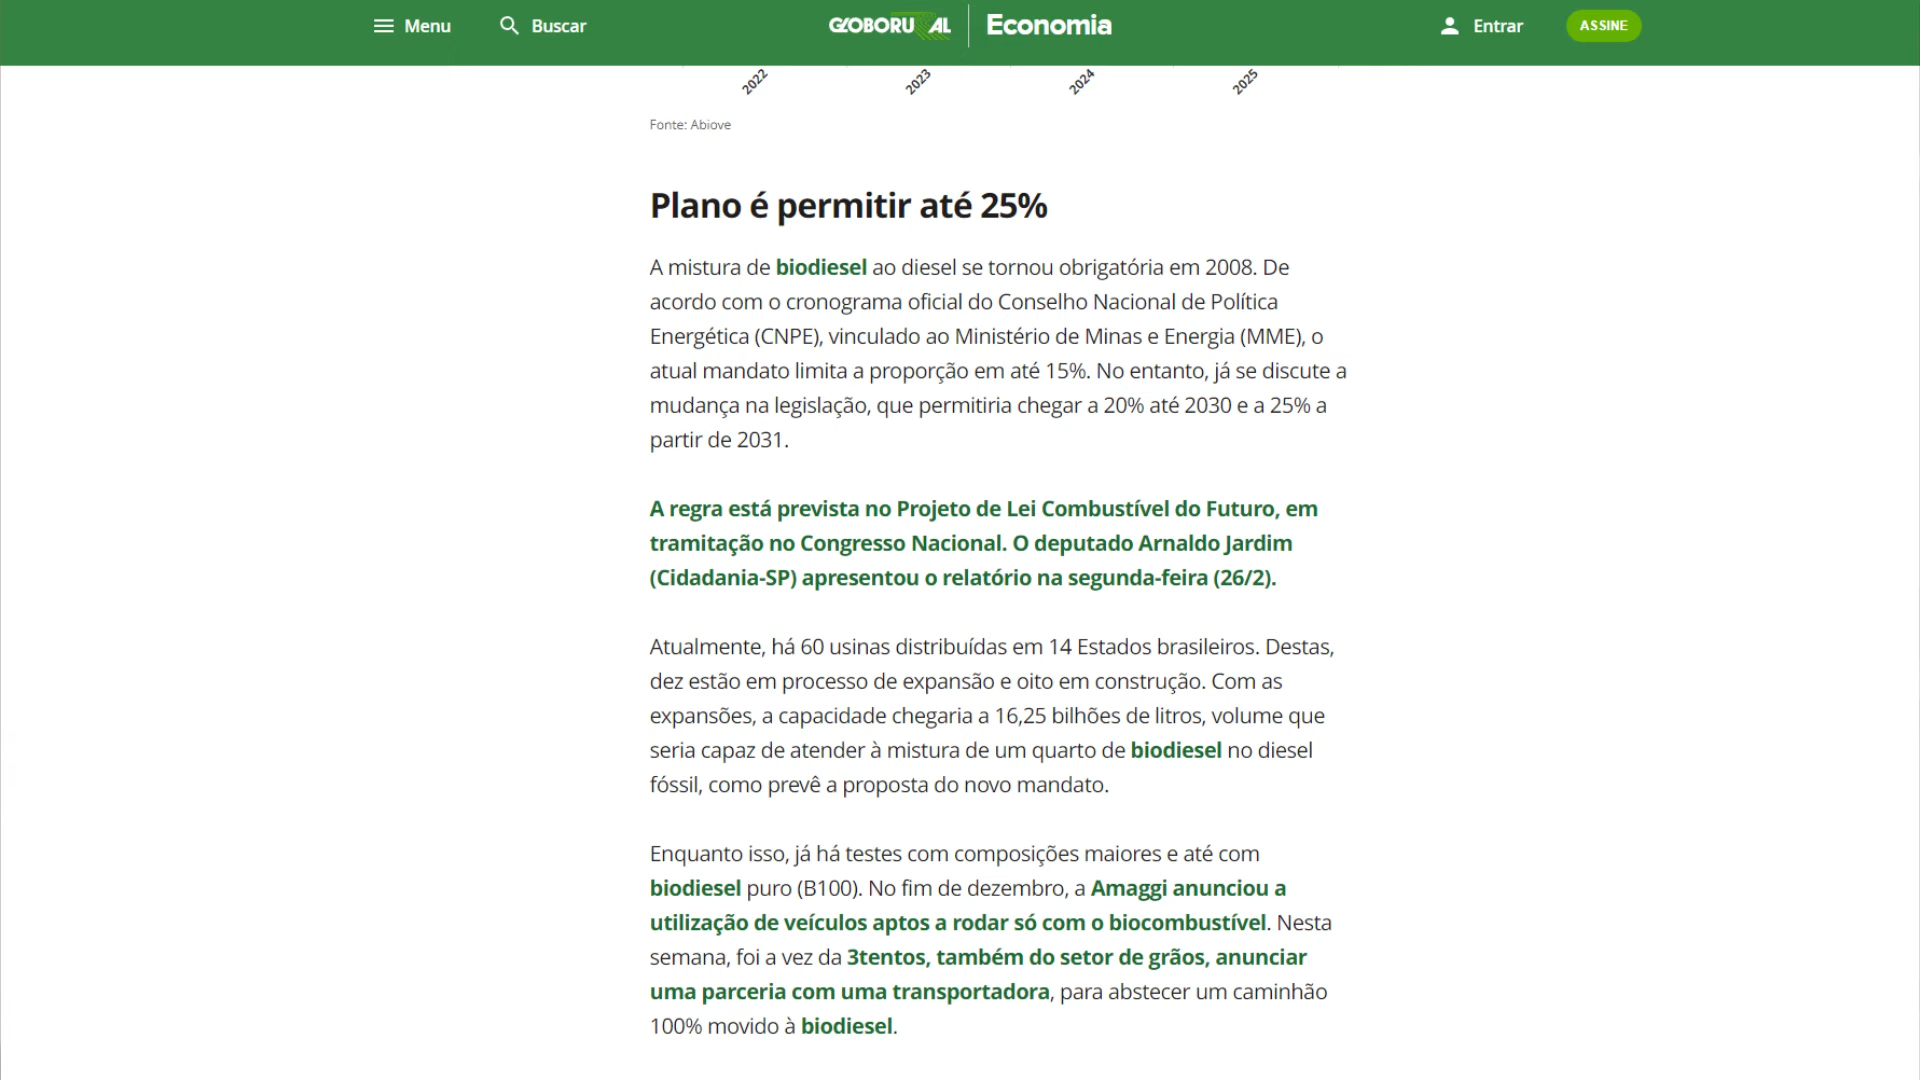 Menu Buscar GLOBORURAL Economia Entrar ASSINE
2022 2023 2024 2025
Fonte: Abiove
Plano é permitir até 25%
A mistura de biodiesel ao diesel se tornou obrigatória em 2008. De
acordo com o cronograma oficial do Conselho Nacional de Política
Energética (CNPE), vinculado ao Ministério de Minas e Energia (MME), o
atual mandato limita a proporção em até 15%. No entanto, já se discute a
mudança na legislação, que permitiria chegar a 20% até 2030 e a 25% a
partir de 2031.
A regra está prevista no Projeto de Lei Combustível do Futuro, em
tramitação no Congresso Nacional. O deputado Arnaldo Jardim
(Cidadania-SP) apresentou o relatório na segunda-feira (26/2).
Atualmente, há 60 usinas distribuídas em 14 Estados brasileiros. Destas,
dez estão em processo de expansão e oito em construção. Com as
expansões, a capacidade chegaria a 16,25 bilhões de litros, volume que
seria capaz de atender à mistura de um quarto de biodiesel no diesel
fóssil, como prevê a proposta do novo mandato.
Enquanto isso, já há testes com composições maiores e até com
biodiesel puro (B100). No fim de dezembro, a Amaggi anunciou a
utilização de veículos aptos a rodar só com o biocombustível. Nesta
semana, foi a vez da 3tentos, também do setor de grãos, anunciar
uma parceria com uma transportadora, para abstecer um caminhão
100% movido à biodiesel.